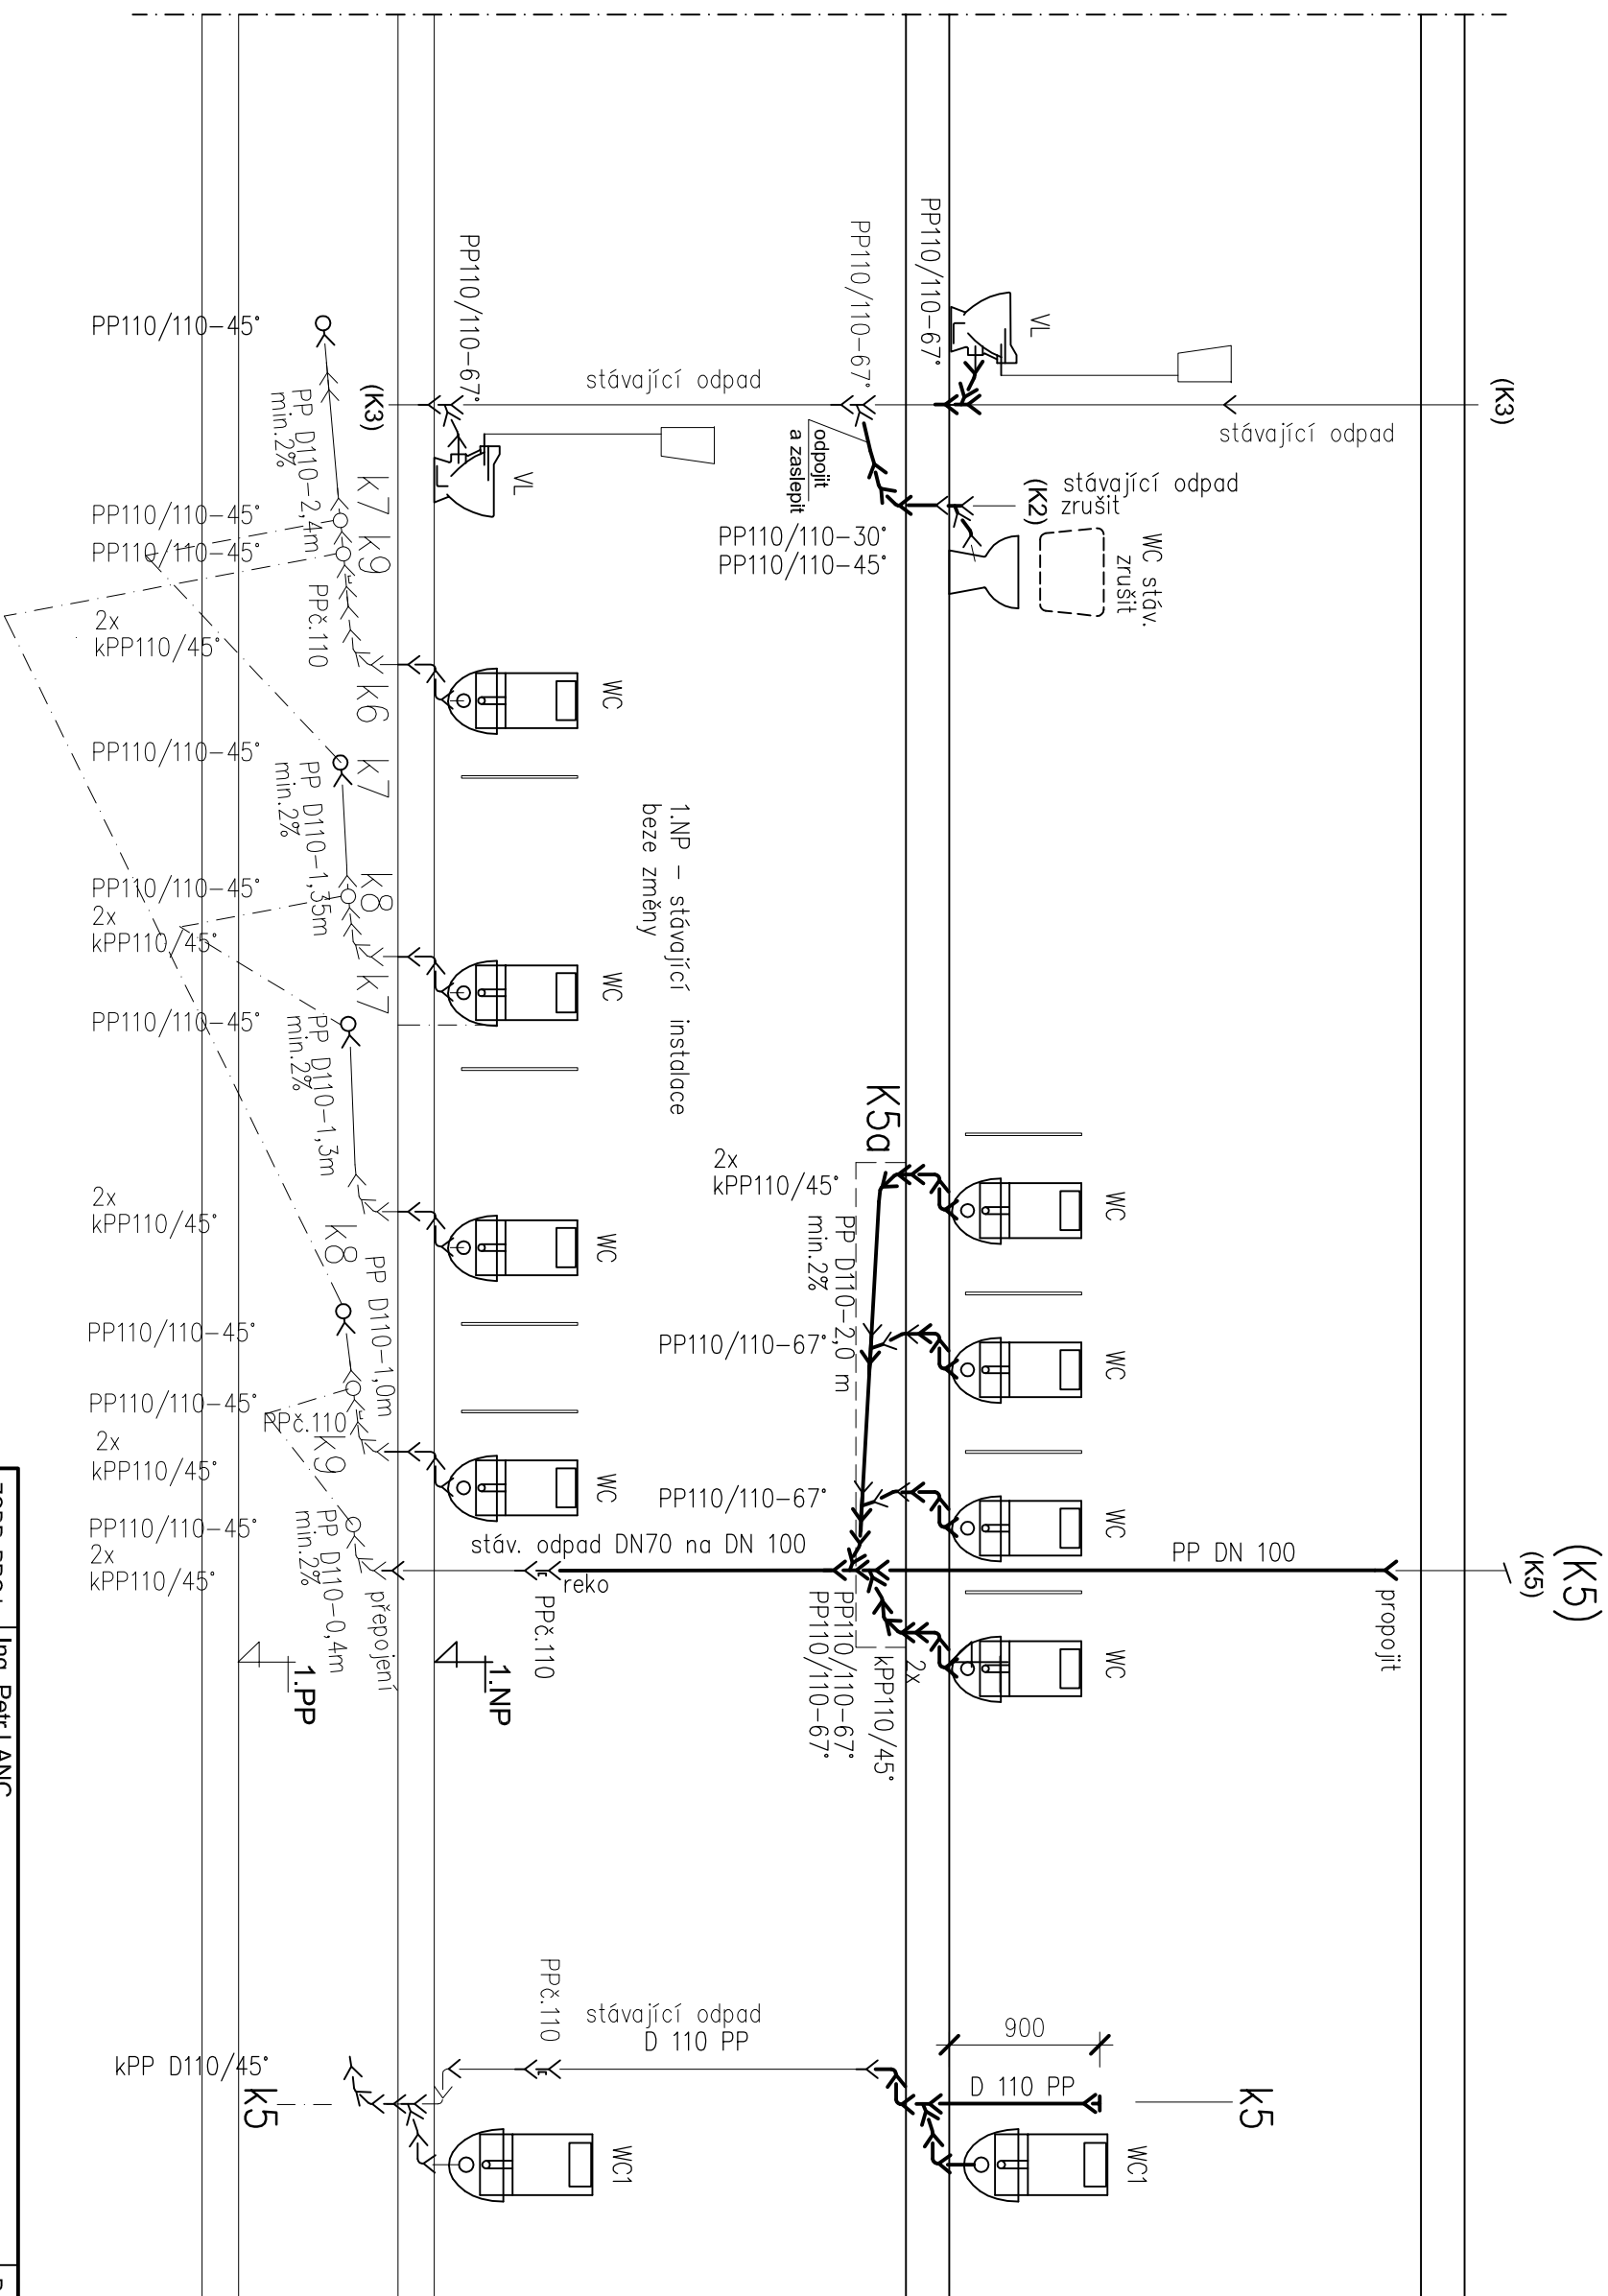 (K3)
stávající odpad
VL
PP110/110-67°
PP110/110-67°
stávající odpad
PP110/110-67°
(K3)
VL
odpojit
a zaslepit
(K2)
stávající odpad
zrušit
WC stáv.
zrušit
PP110/110-30°
PP110/110-45°
PP110/110-45°
PP D110-2,4m
min.2%
k7
PP110/110-45°
PP110/110-45°
k9
PPč.110
2x
kPP110/45°
k6
WC
PP110/110-45°
k7
PP D110-1,35m
min.2%
1.NP - stávající instalace
beze změny
PP110/110-45°
2x
kPP110/45°
k8
k7
WC
PP110/110-45°
PP D110-1,3m
min.2%
2x
kPP110/45°
k8
WC
K5a
2x
kPP110/45°
WC
PP D110-2,0 m
min.2%
PP110/110-67°
WC
PP110/110-67°
WC
PP D110-1,0m
PP110/110-45°
PP110/110-45°
PPč.110
2x
kPP110/45°
k9
WC
PP110/110-45°
2x
kPP110/45°
PP D110-0,4m
min.2%
přepojení
stáv. odpad DN70 na DN 100
reko
PPč.110
PP DN 100
propojit
(K5)
(K5)
WC
2x
kPP110/45°
PP110/110-67°
PP110/110-67°
1.PP
1.NP
PPč.110
stávající odpad
D 110 PP
900
D 110 PP
k5
kPP D110/45°
k5
WC1
WC1
Ing. Petr LANC